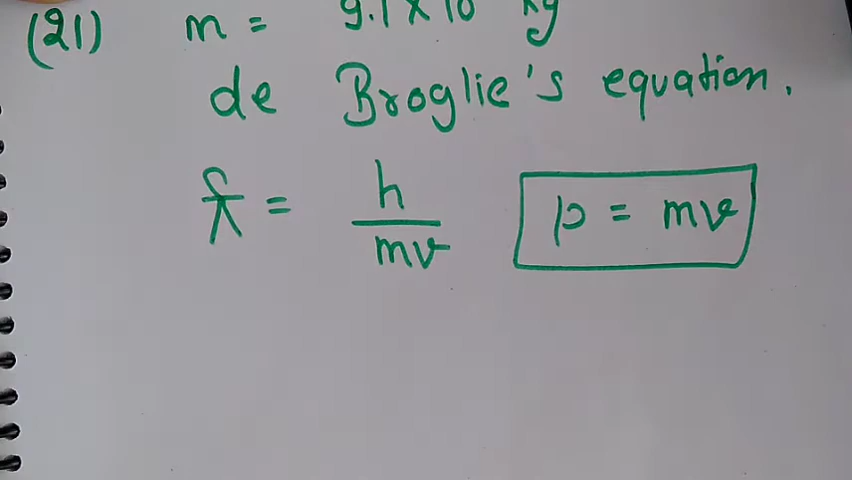 (21) m = 9.1 × 10 kg
de Broglie's equation.
λ = h / mv p = mv